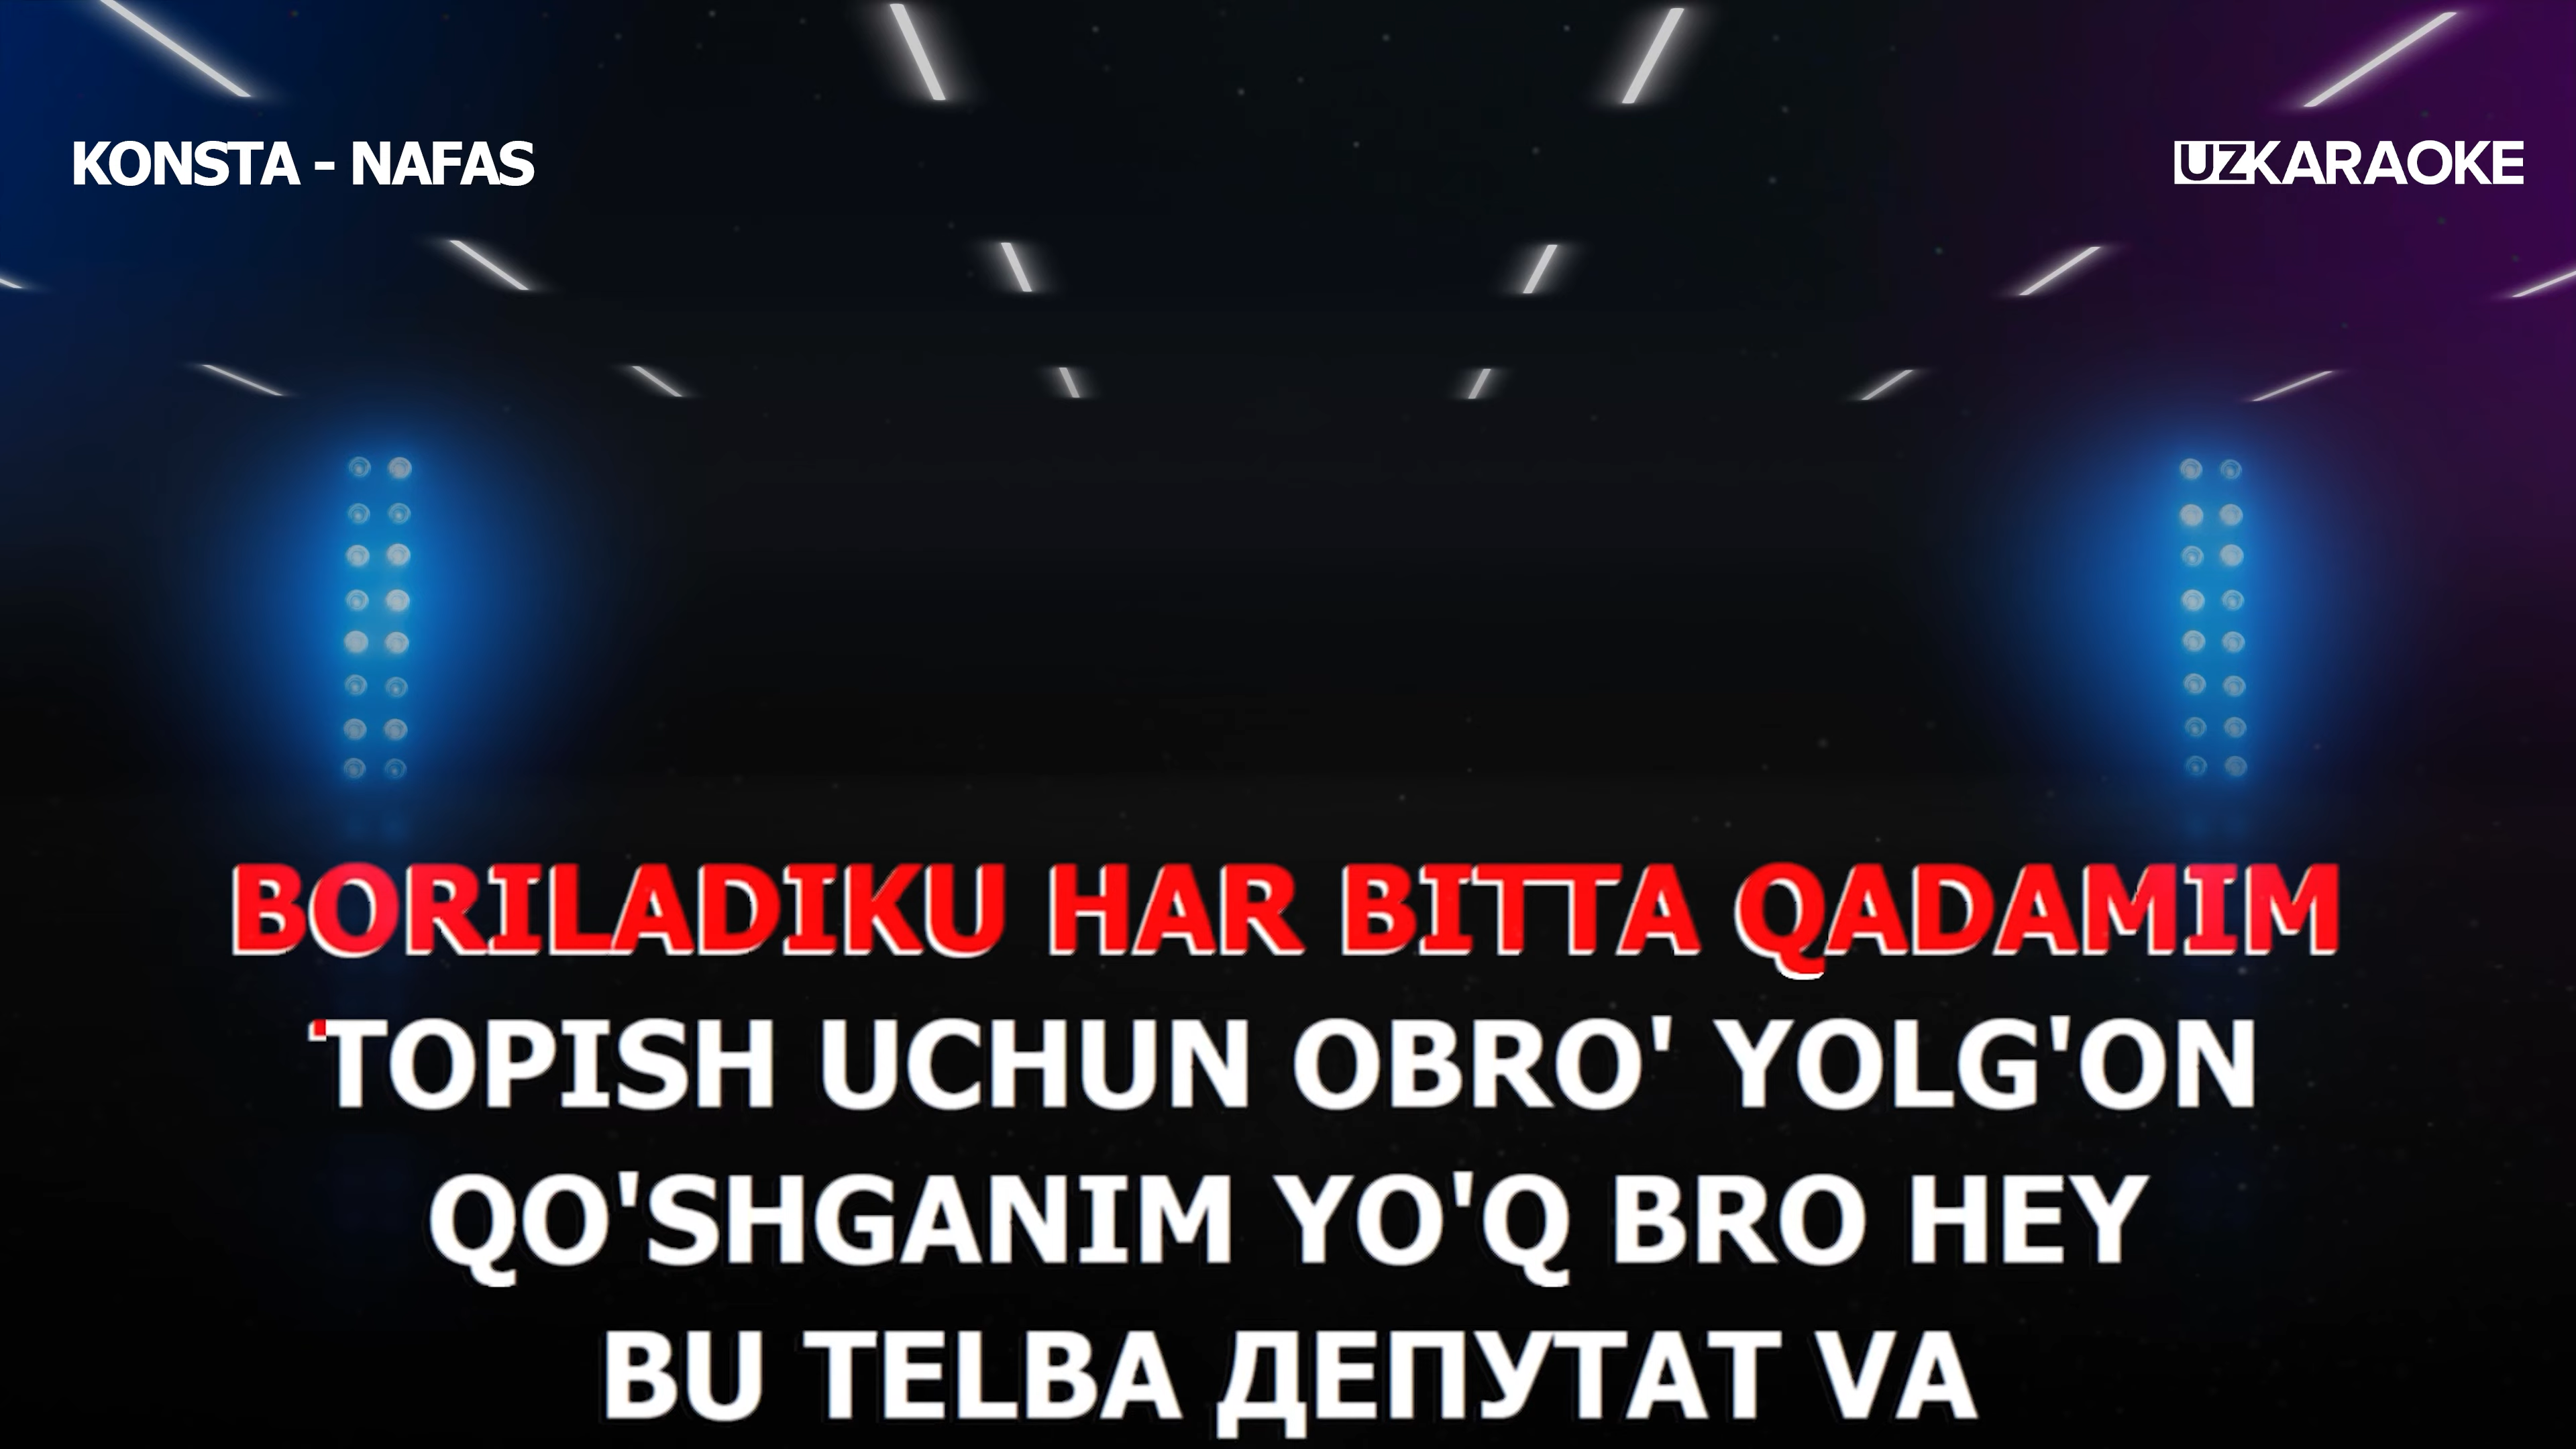 KONSTA - NAFAS
UZKARAOKE
BORILADIKU HAR BITTA QADAMIM
TOPISH UCHUN OBRO' YOLG'ON
QO'SHGANIM YO'Q BRO HEY
BU TELBA ДЕПУТАТ VA